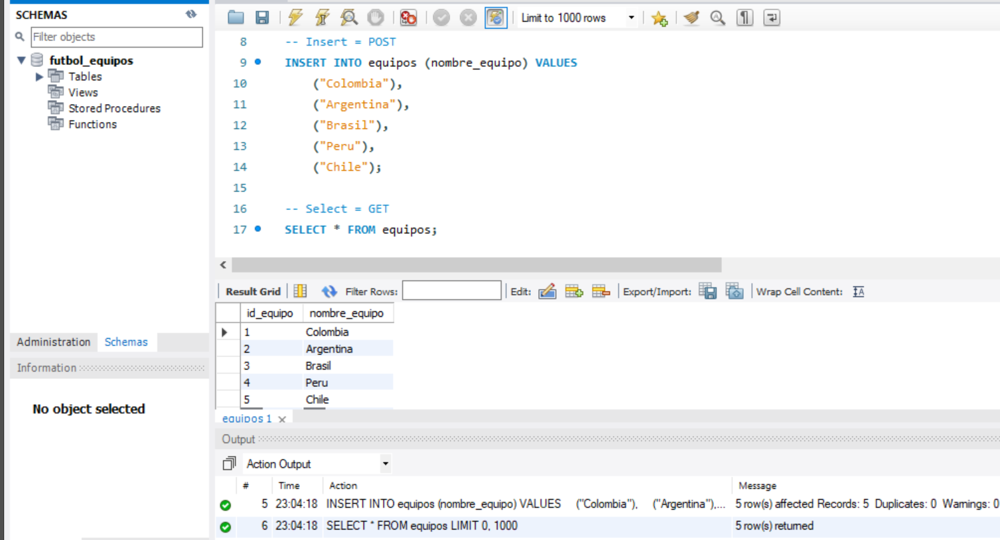 SCHEMAS
Filter objects
futbol_equipos
Tables
Views
Stored Procedures
Functions
Administration Schemas
Information
No object selected
Limit to 1000 rows
8 -- Insert = POST
9 INSERT INTO equipos (nombre_equipo) VALUES
10 ("Colombia"),
11 ("Argentina"),
12 ("Brasil"),
13 ("Peru"),
14 ("Chile");
15
16 -- Select = GET
17 SELECT * FROM equipos;
Result Grid Filter Rows: Edit: Export/Import: Wrap Cell Content: IA
id_equipo nombre_equipo
1 Colombia
2 Argentina
3 Brasil
4 Peru
5 Chile
equipos 1
Output
Action Output
# Time Action Message
5 23:04:18 INSERT INTO equipos (nombre_equipo) VALUES ("Colombia"), ("Argentina"),... 5 row(s) affected Records: 5 Duplicates: 0 Warnings: 0
6 23:04:18 SELECT * FROM equipos LIMIT 0, 1000 5 row(s) returned